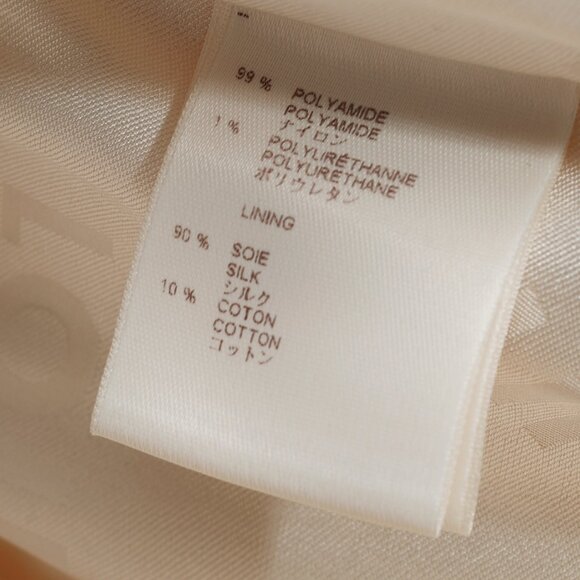 99 % POLYAMIDE
POLYAMIDE
ナイロン
1 % POLYURÉTHANNE
POLYURETHANE
ポリウレタン
LINING
90 % SOIE
SILK
シルク
10 % COTON
COTTON
コットン